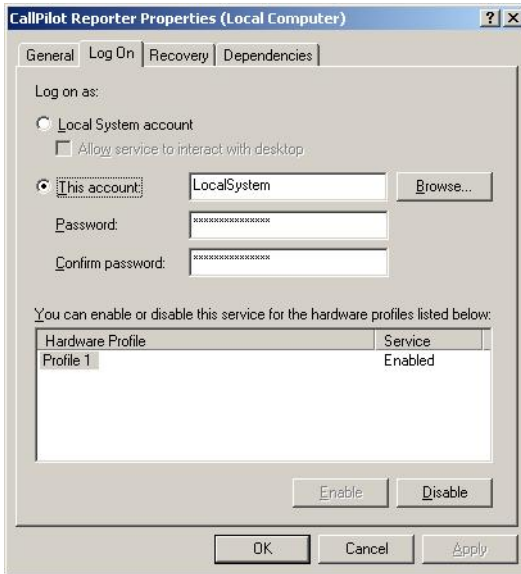 CallPilot Reporter Properties (Local Computer)
General Log On Recovery Dependencies
Log on as:
Local System account
Allow service to interact with desktop
This account: LocalSystem Browse...
Password: ***************
Confirm password: ***************
You can enable or disable this service for the hardware profiles listed below:
Hardware Profile Service
Profile 1 Enabled
Enable Disable
OK Cancel Apply